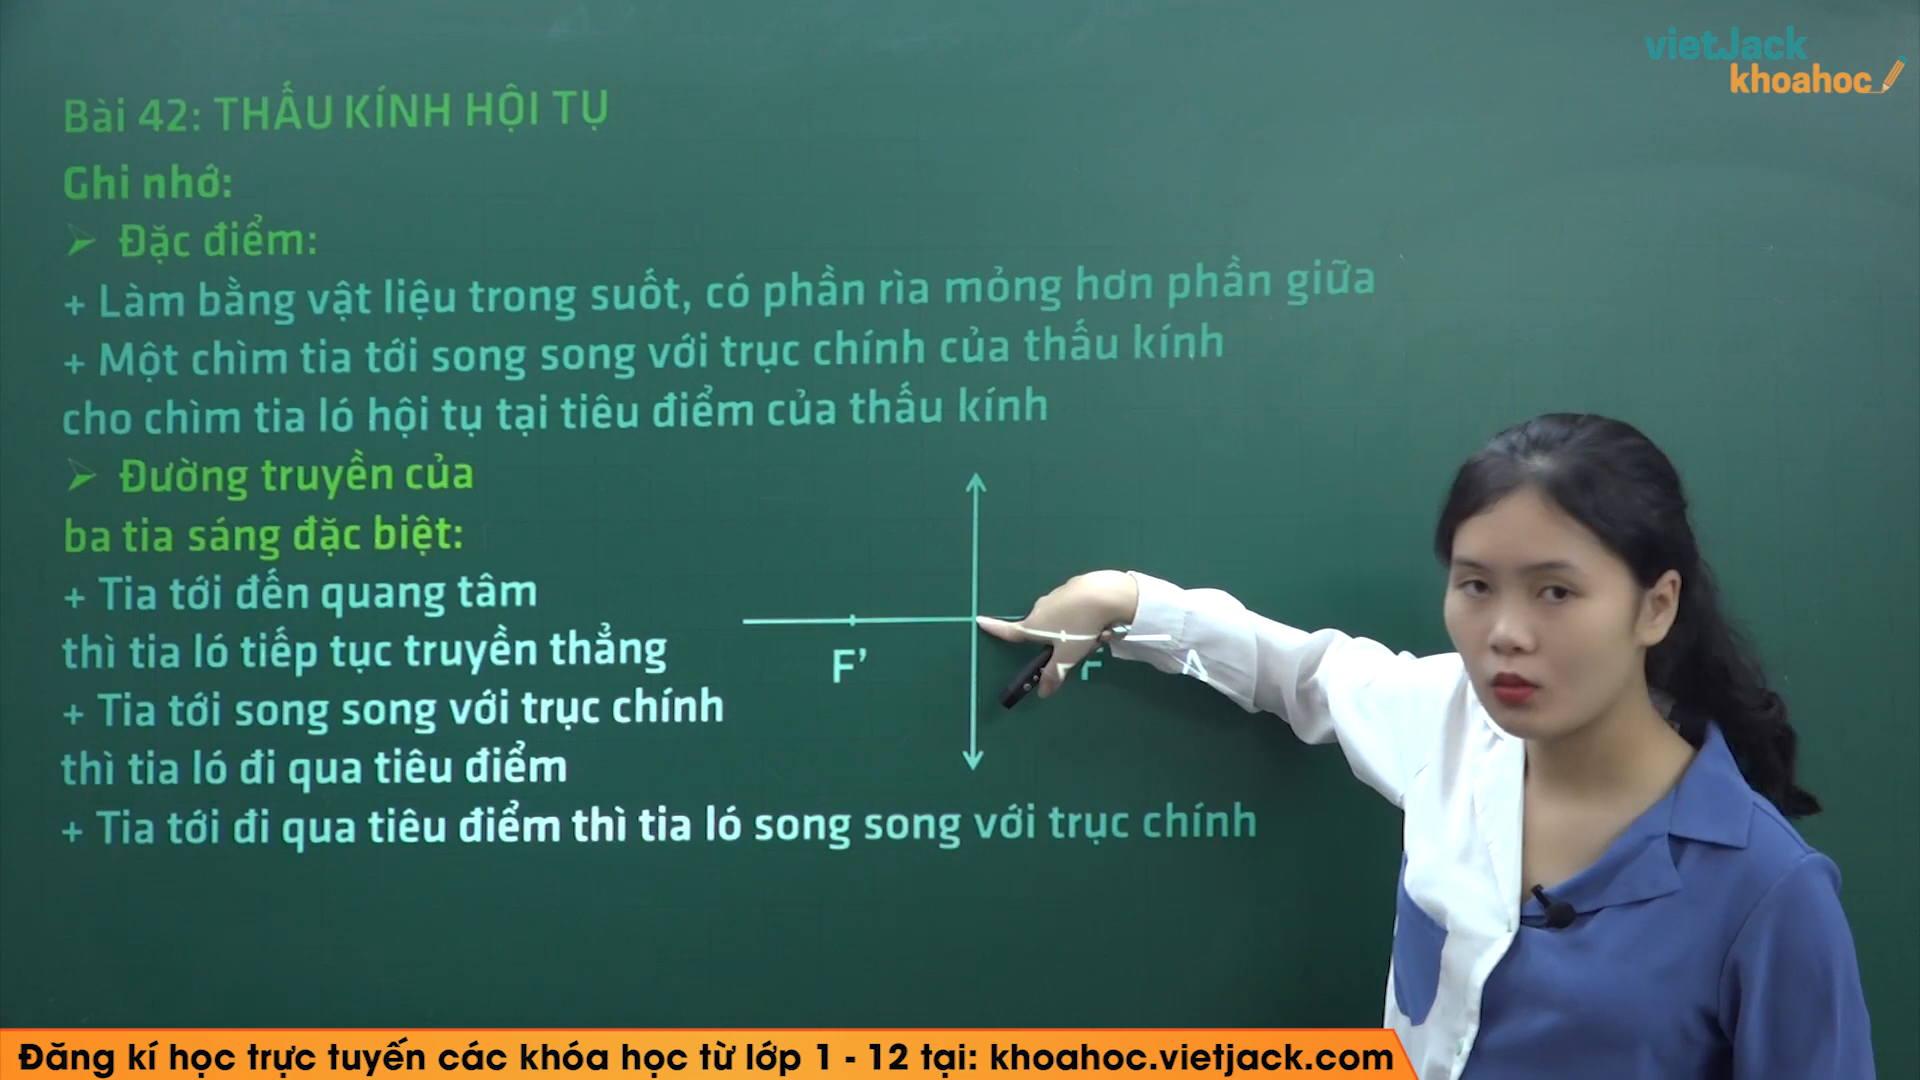 vietJack
khoahoc
Bài 42: THẤU KÍNH HỘI TỤ
Ghi nhớ:
➢ Đặc điểm:
+ Làm bằng vật liệu trong suốt, có phần rìa mỏng hơn phần giữa
+ Một chìm tia tới song song với trục chính của thấu kính
cho chìm tia ló hội tụ tại tiêu điểm của thấu kính
➢ Đường truyền của
ba tia sáng đặc biệt:
+ Tia tới đến quang tâm
thì tia ló tiếp tục truyền thẳng
+ Tia tới song song với trục chính
thì tia ló đi qua tiêu điểm
+ Tia tới đi qua tiêu điểm thì tia ló song song với trục chính
F’
F
Đăng kí học trực tuyến các khóa học từ lớp 1 - 12 tại: khoahoc.vietjack.com